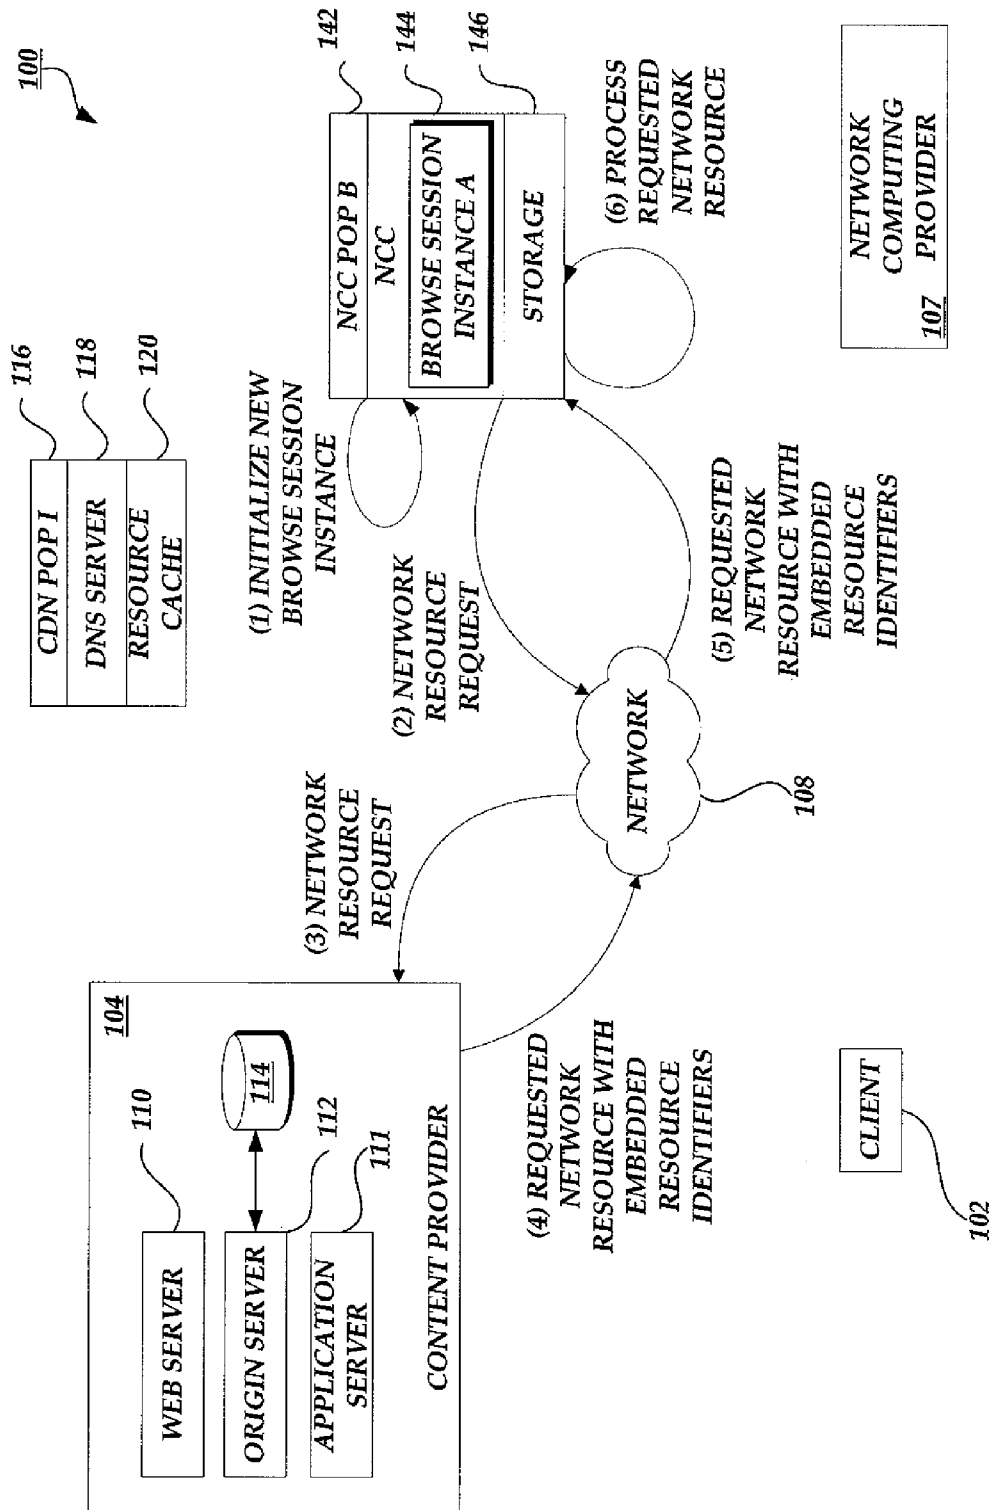 100
104
WEB SERVER
110
ORIGIN SERVER
114
112
APPLICATION
SERVER
111
CONTENT PROVIDER
CDN POP I
116
DNS SERVER
118
RESOURCE
CACHE
120
(1) INITIALIZE NEW
BROWSE SESSION
INSTANCE
NCC POP B
142
NCC
BROWSE SESSION
INSTANCE A
144
STORAGE
146
(2) NETWORK
RESOURCE
REQUEST
(3) NETWORK
RESOURCE
REQUEST
NETWORK
108
(4) REQUESTED
NETWORK
RESOURCE WITH
EMBEDDED
RESOURCE
IDENTIFIERS
(5) REQUESTED
NETWORK
RESOURCE WITH
EMBEDDED
RESOURCE
IDENTIFIERS
(6) PROCESS
REQUESTED
NETWORK
RESOURCE
CLIENT
102
NETWORK
COMPUTING
PROVIDER
107